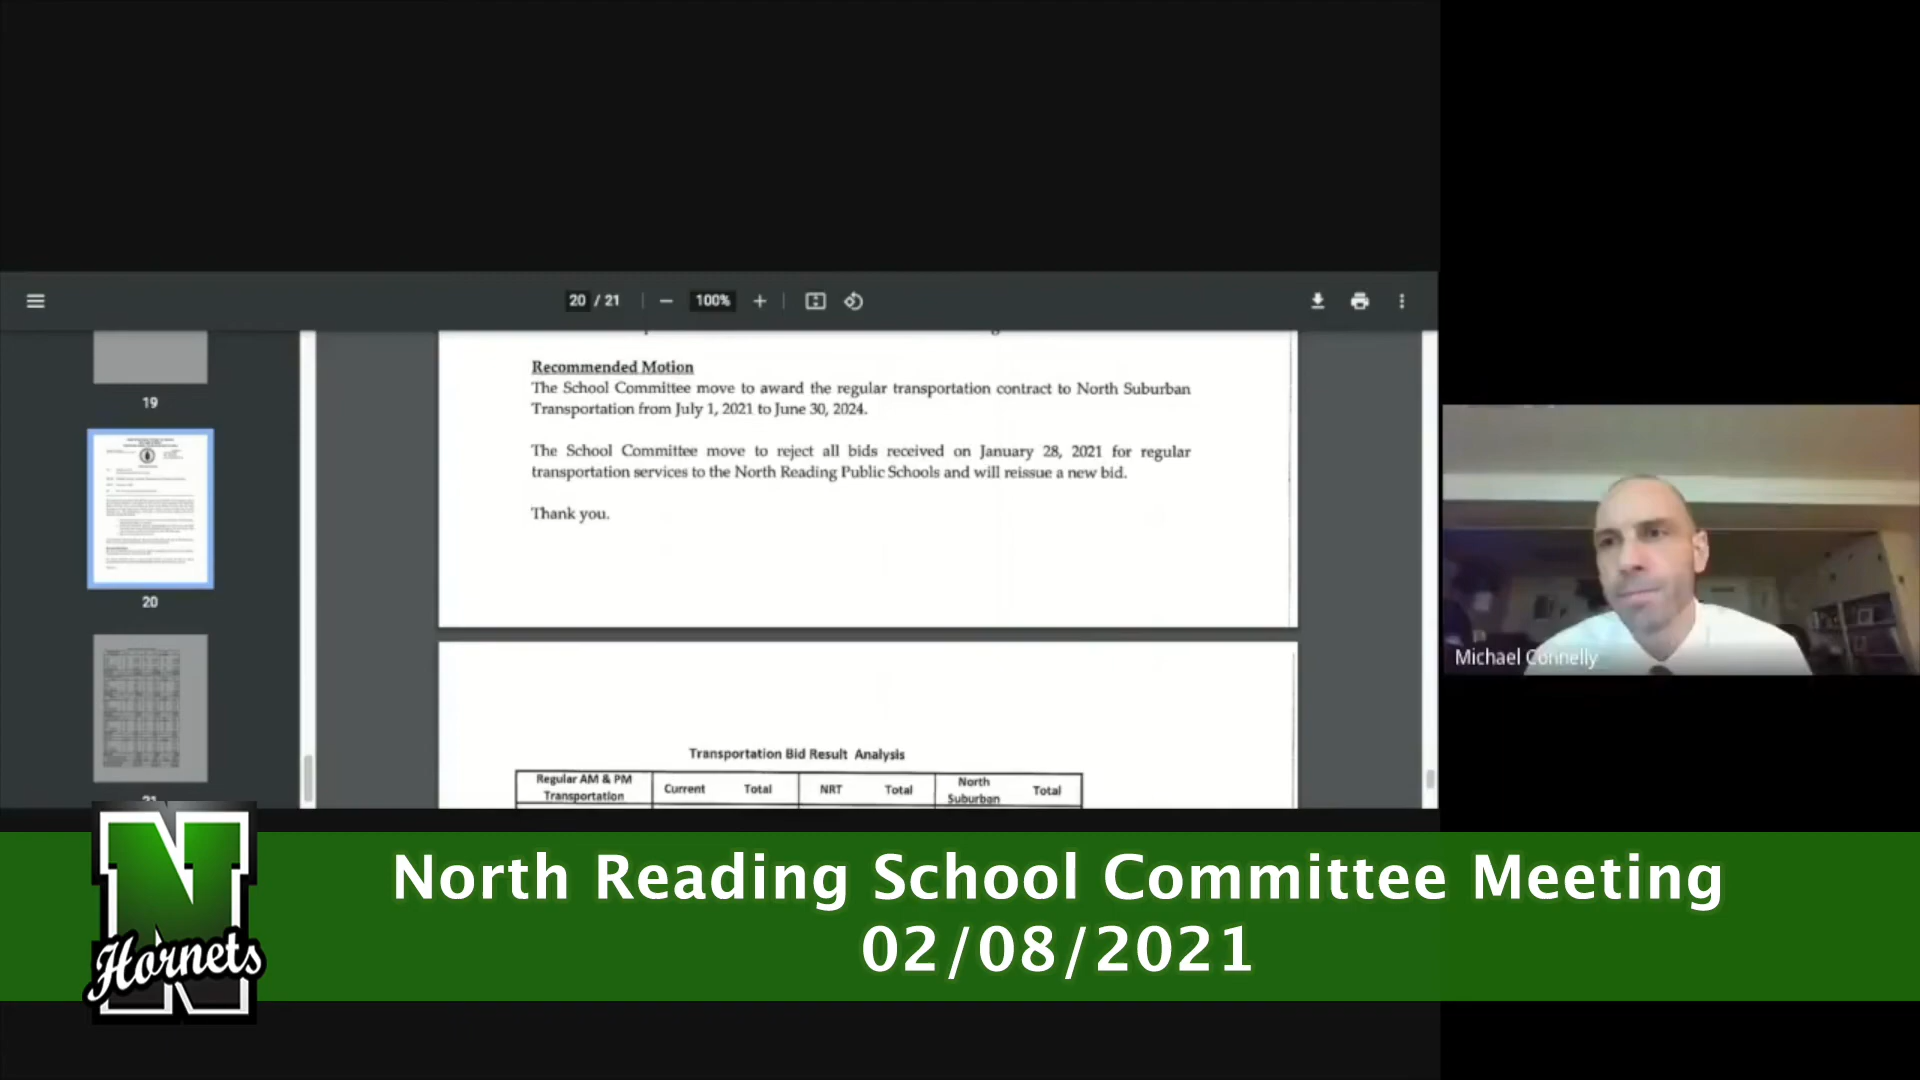 20 / 21
100%
19
20
21
Recommended Motion
The School Committee move to award the regular transportation contract to North Suburban
Transportation from July 1, 2021 to June 30, 2024.
The School Committee move to reject all bids received on January 28, 2021 for regular
transportation services to the North Reading Public Schools and will reissue a new bid.
Thank you.
Transportation Bid Result Analysis
Regular AM & PM
Transportation
Current
Total
NRT
Total
North
Suburban
Total
Michael Connelly
North Reading School Committee Meeting
02/08/2021
N
Hornets